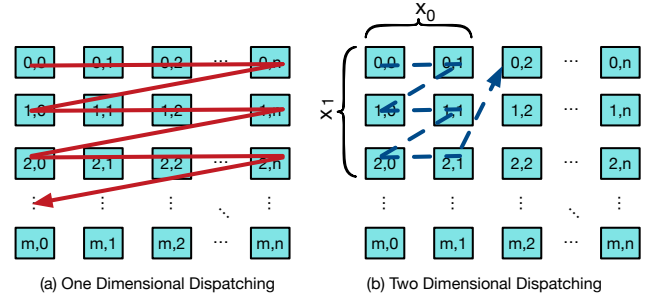 x0
0,0 0,1 0,2 ... 0,n 0,0 0,1 0,2 ... 0,n
x1
1,0 1,1 1,2 1,n 1,0 1,1 1,2 ... 1,n
2,0 2,1 2,2 ... 2,n 2,0 2,1 2,2 ... 2,n
m,0 m,1 m,2 ... m,n m,0 m,1 m,2 ... m,n
(a) One Dimensional Dispatching (b) Two Dimensional Dispatching